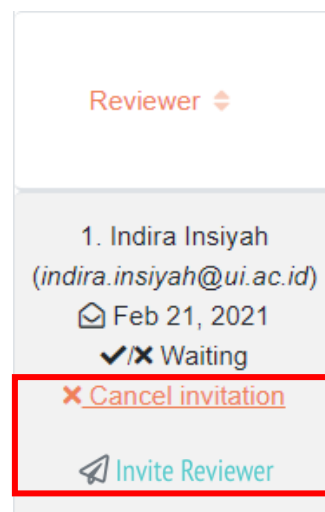 Reviewer
1. Indira Insiyah
(indira.insiyah@ui.ac.id)
Feb 21, 2021
✔/✖ Waiting
✖ Cancel invitation
Invite Reviewer